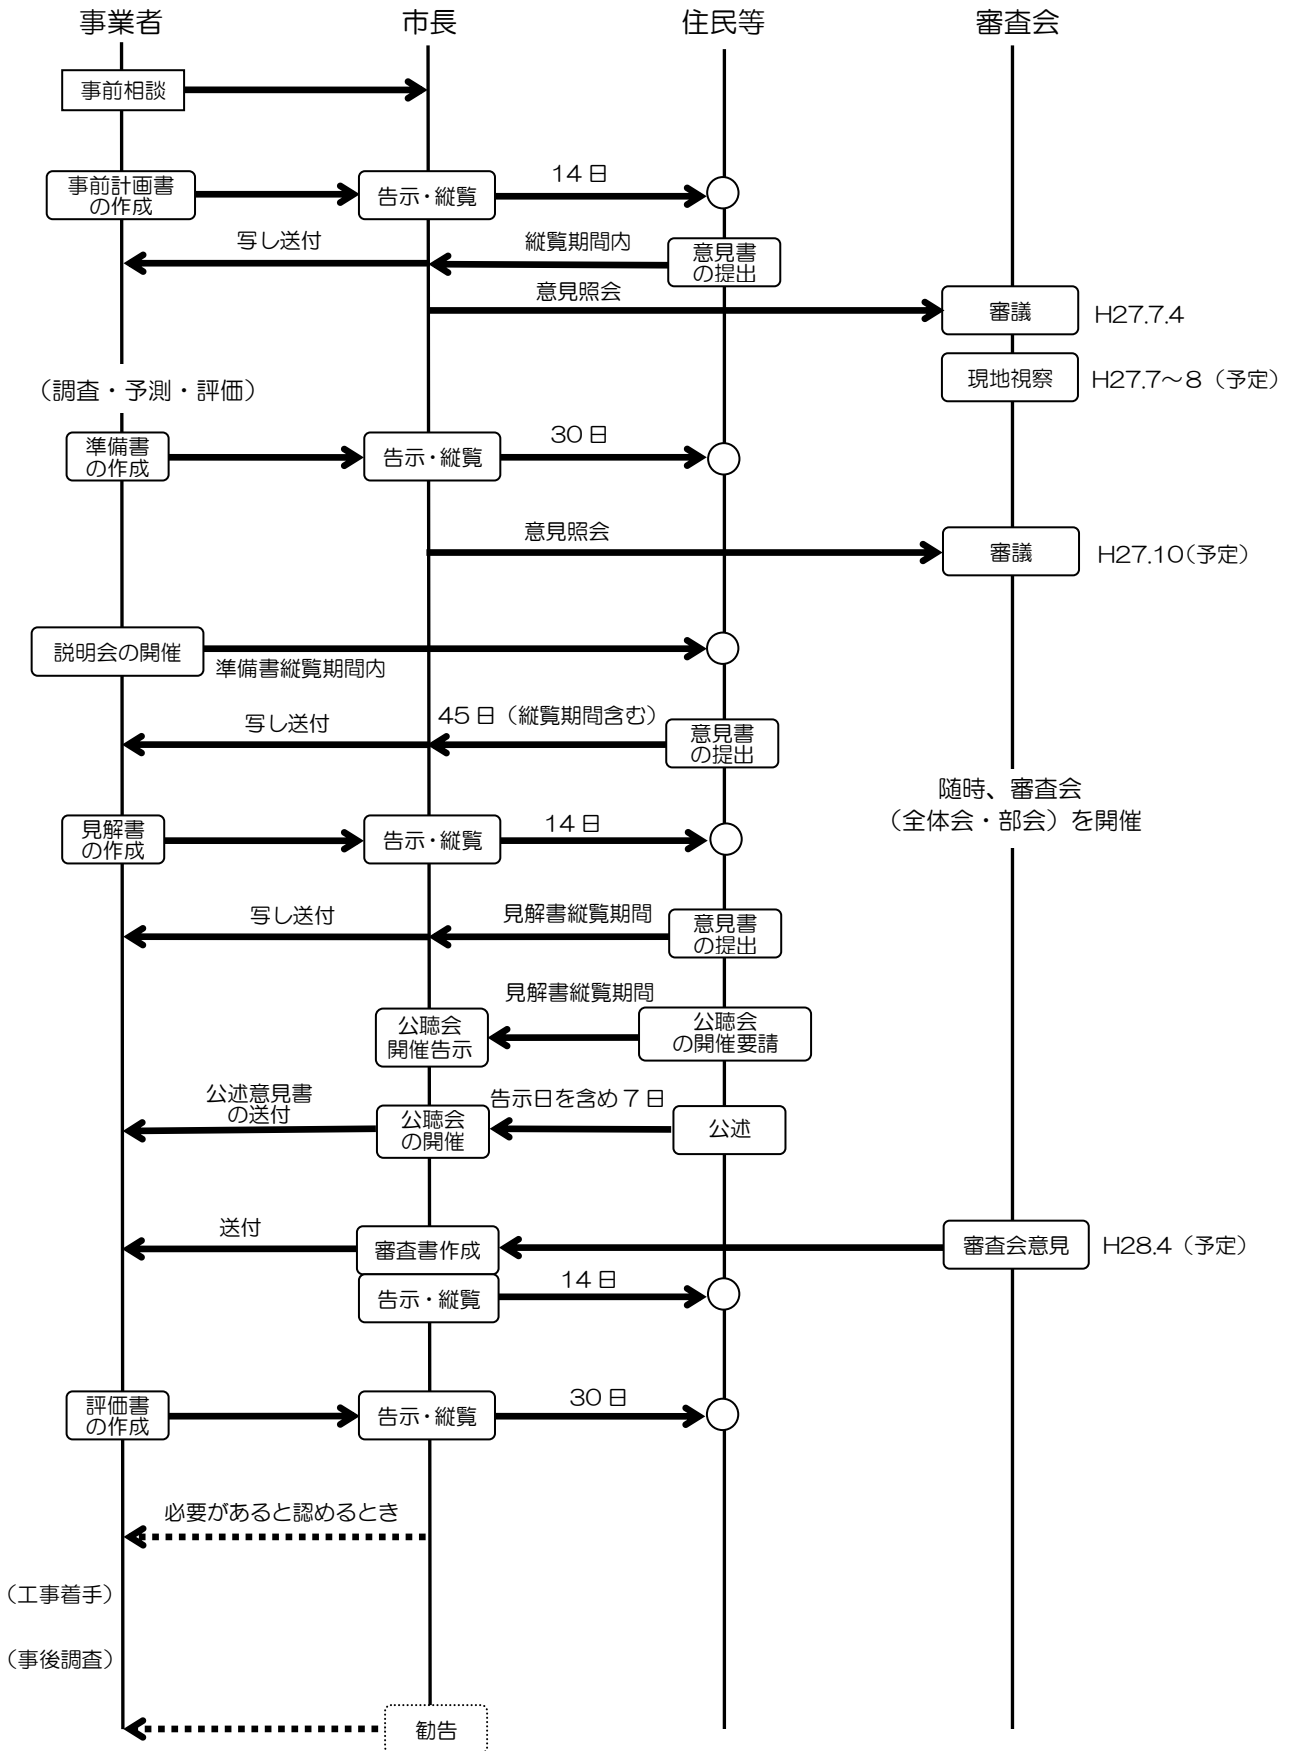 事業者
市長
住民等
審査会
事前相談
事前計画書
の作成
告示・縦覧
14日
写し送付
縦覧期間内
意見書
の提出
意見照会
審議
H27.7.4
現地視察
H27.7～8（予定）
（調査・予測・評価）
準備書
の作成
告示・縦覧
30日
意見照会
審議
H27.10（予定）
説明会の開催
準備書縦覧期間内
写し送付
45日（縦覧期間含む）
意見書
の提出
随時、審査会
（全体会・部会）を開催
見解書
の作成
告示・縦覧
14日
写し送付
見解書縦覧期間
意見書
の提出
見解書縦覧期間
公聴会
開催告示
公聴会
の開催要請
公述意見書
の送付
公聴会
の開催
告示日を含め7日
公述
送付
審査書作成
審査会意見
H28.4（予定）
告示・縦覧
14日
評価書
の作成
告示・縦覧
30日
必要があると認めるとき
（工事着手）
（事後調査）
勧告